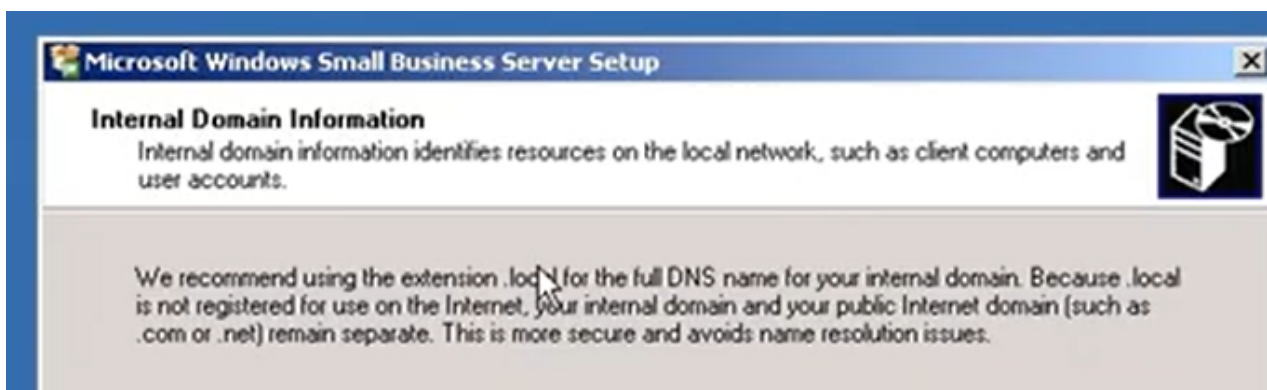 Microsoft Windows Small Business Server Setup
Internal Domain Information
Internal domain information identifies resources on the local network, such as client computers and
user accounts.
We recommend using the extension .local for the full DNS name for your internal domain. Because .local
is not registered for use on the Internet, your internal domain and your public Internet domain (such as
.com or .net) remain separate. This is more secure and avoids name resolution issues.